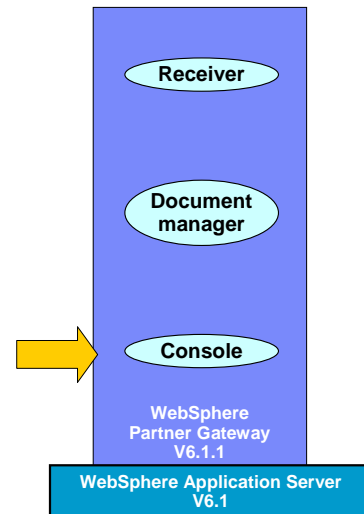 Receiver
Document
manager
Console
WebSphere
Partner Gateway
V6.1.1
WebSphere Application Server
V6.1